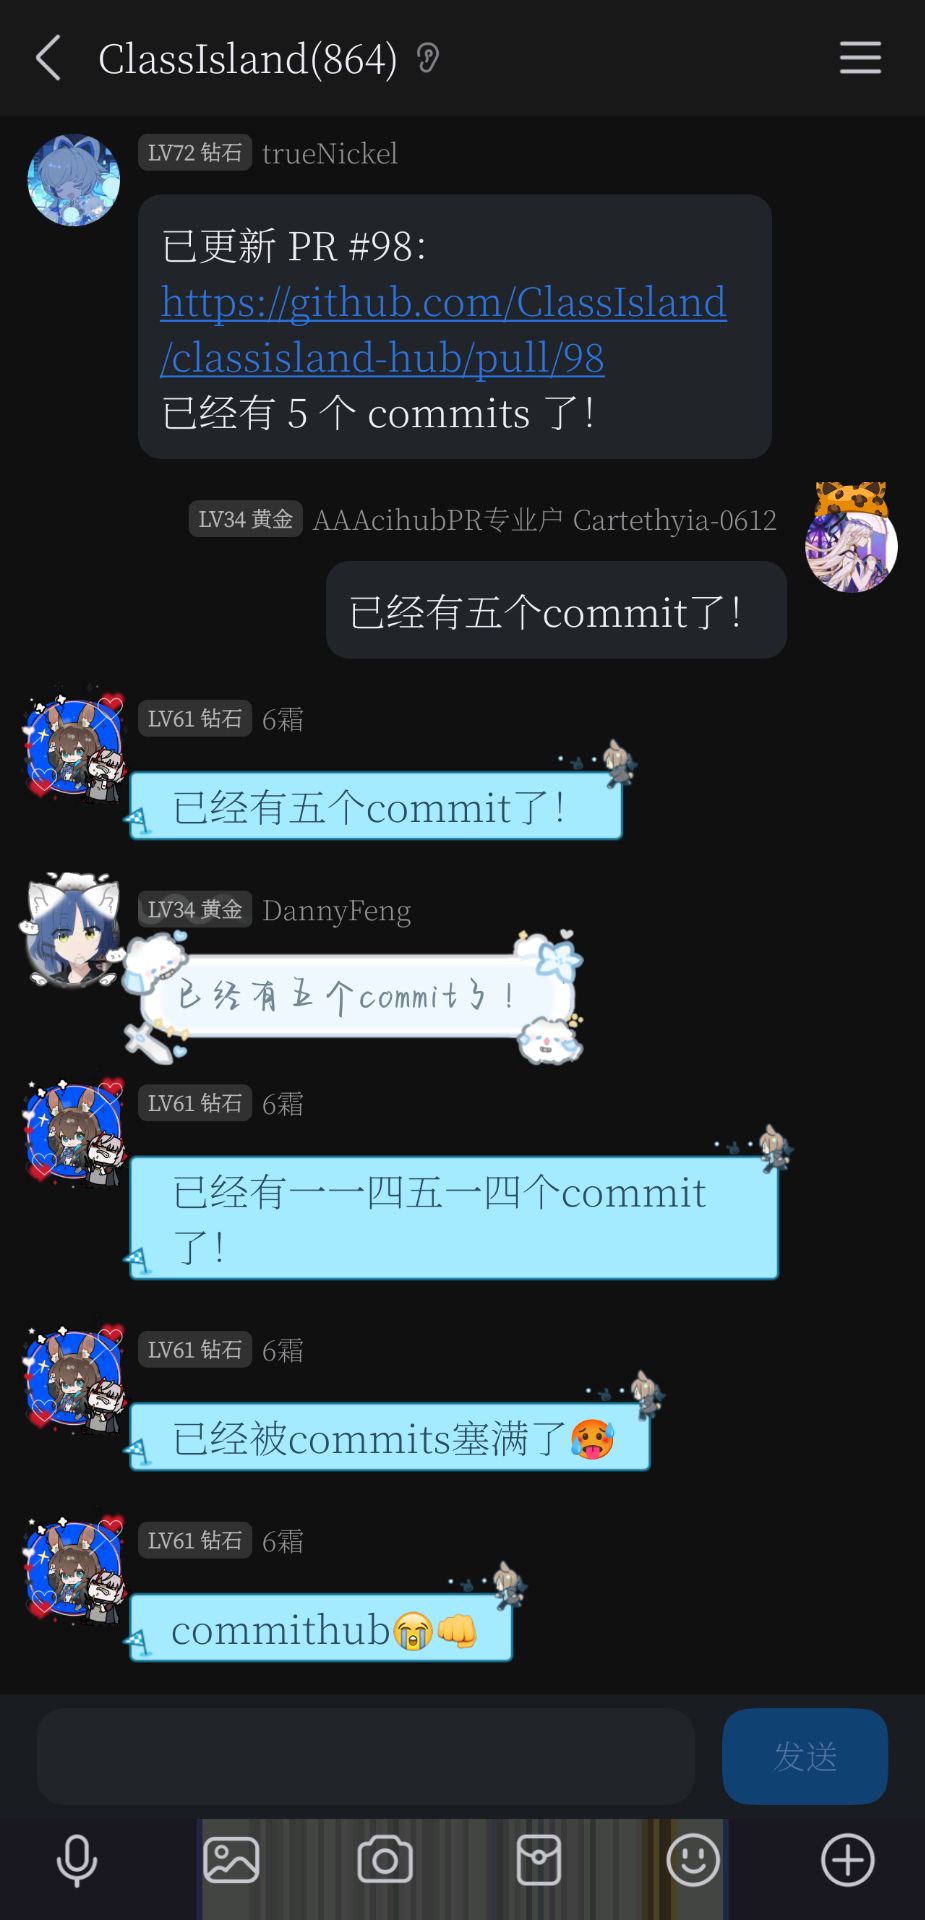 ClassIsland(864)
LV72 钻石 trueNickel
已更新 PR #98：
https://github.com/ClassIsland
/classisland-hub/pull/98
已经有 5 个 commits 了！
LV34 黄金 AAAcihubPR专业户 Cartethyia-0612
已经有五个commit了！
LV61 钻石 6霜
已经有五个commit了！
LV34 黄金 DannyFeng
已经有五个commit了！
LV61 钻石 6霜
已经有一一四五一四个commit
了！
LV61 钻石 6霜
已经被commits塞满了🥵
LV61 钻石 6霜
commithub😭👊
发送